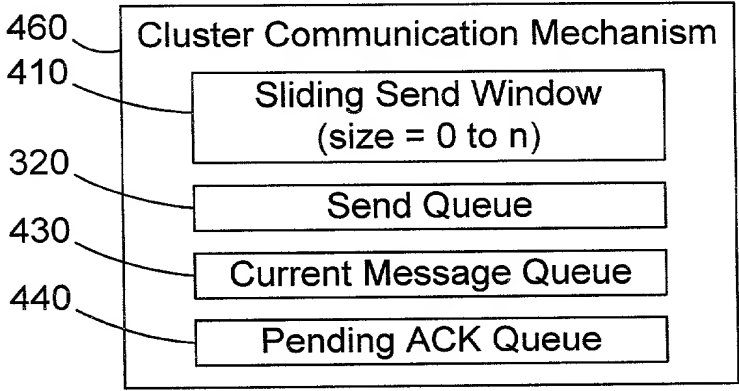 460
Cluster Communication Mechanism
410
Sliding Send Window
(size = 0 to n)
320
Send Queue
430
Current Message Queue
440
Pending ACK Queue